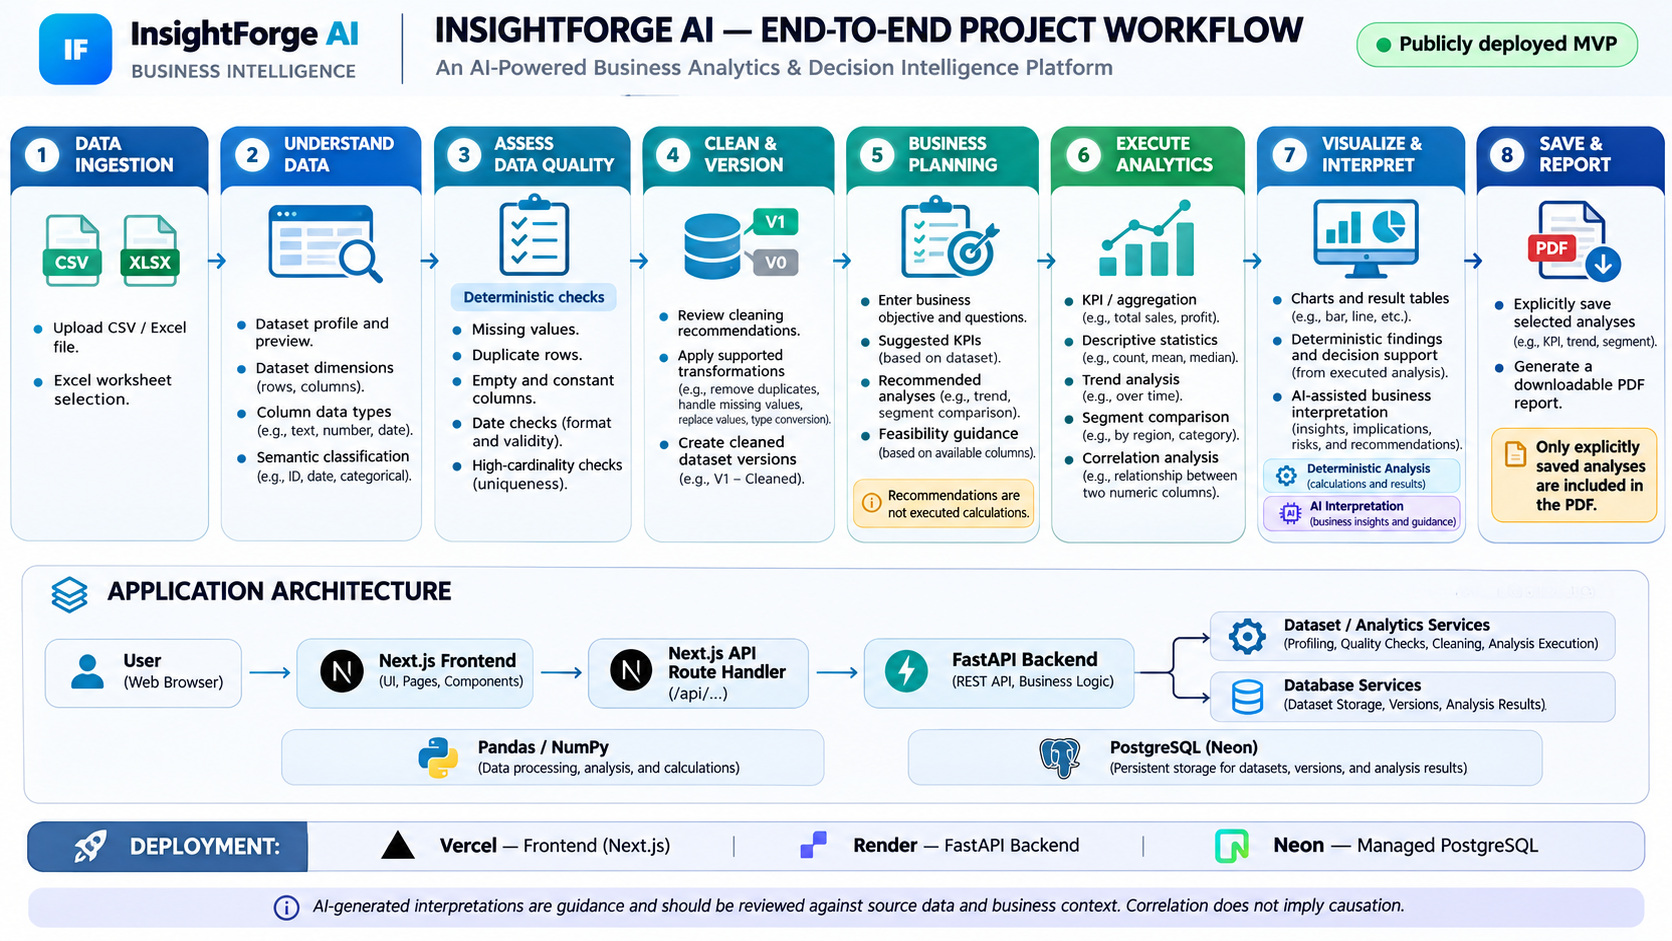 IF
InsightForge AI
BUSINESS INTELLIGENCE
INSIGHTFORGE AI — END-TO-END PROJECT WORKFLOW
An AI-Powered Business Analytics & Decision Intelligence Platform
Publicly deployed MVP
1
DATA
INGESTION
CSV
XLSX
Upload CSV / Excel
file.
Excel worksheet
selection.
2
UNDERSTAND
DATA
Dataset profile and
preview.
Dataset dimensions
(rows, columns).
Column data types
(e.g., text, number, date).
Semantic classification
(e.g., ID, date, categorical).
3
ASSESS
DATA QUALITY
Deterministic checks
Missing values.
Duplicate rows.
Empty and constant
columns.
Date checks (format
and validity).
High-cardinality checks
(uniqueness).
4
CLEAN &
VERSION
V1
V0
Review cleaning
recommendations.
Apply supported
transformations
(e.g., remove duplicates,
handle missing values,
replace values, type conversion).
Create cleaned
dataset versions
(e.g., V1 – Cleaned).
5
BUSINESS
PLANNING
Enter business
objective and questions.
Suggested KPIs
(based on dataset).
Recommended
analyses (e.g., trend,
segment comparison).
Feasibility guidance
(based on available columns).
Recommendations are
not executed calculations.
6
EXECUTE
ANALYTICS
KPI / aggregation
(e.g., total sales, profit).
Descriptive statistics
(e.g., count, mean, median).
Trend analysis
(e.g., over time).
Segment comparison
(e.g., by region, category).
Correlation analysis
(e.g., relationship between
two numeric columns).
7
VISUALIZE &
INTERPRET
Charts and result tables
(e.g., bar, line, etc.).
Deterministic findings
and decision support
(from executed analysis).
AI-assisted business
interpretation
(insights, implications,
risks, and recommendations).
Deterministic Analysis
(calculations and results)
AI
AI Interpretation
(business insights and guidance)
8
SAVE &
REPORT
PDF
Explicitly save
selected analyses
(e.g., KPI, trend, segment).
Generate a
downloadable PDF
report.
Only explicitly
saved analyses
are included in
the PDF.
APPLICATION ARCHITECTURE
User
(Web Browser)
N
Next.js Frontend
(UI, Pages, Components)
N
Next.js API
Route Handler
(/api/...)
FastAPI Backend
(REST API, Business Logic)
Dataset / Analytics Services
(Profiling, Quality Checks, Cleaning, Analysis Execution)
Database Services
(Dataset Storage, Versions, Analysis Results).
Pandas / NumPy
(Data processing, analysis, and calculations)
PostgreSQL (Neon)
(Persistent storage for datasets, versions, and analysis results)
DEPLOYMENT:
Vercel — Frontend (Next.js)
Render — FastAPI Backend
Neon — Managed PostgreSQL
AI-generated interpretations are guidance and should be reviewed against source data and business context. Correlation does not imply causation.